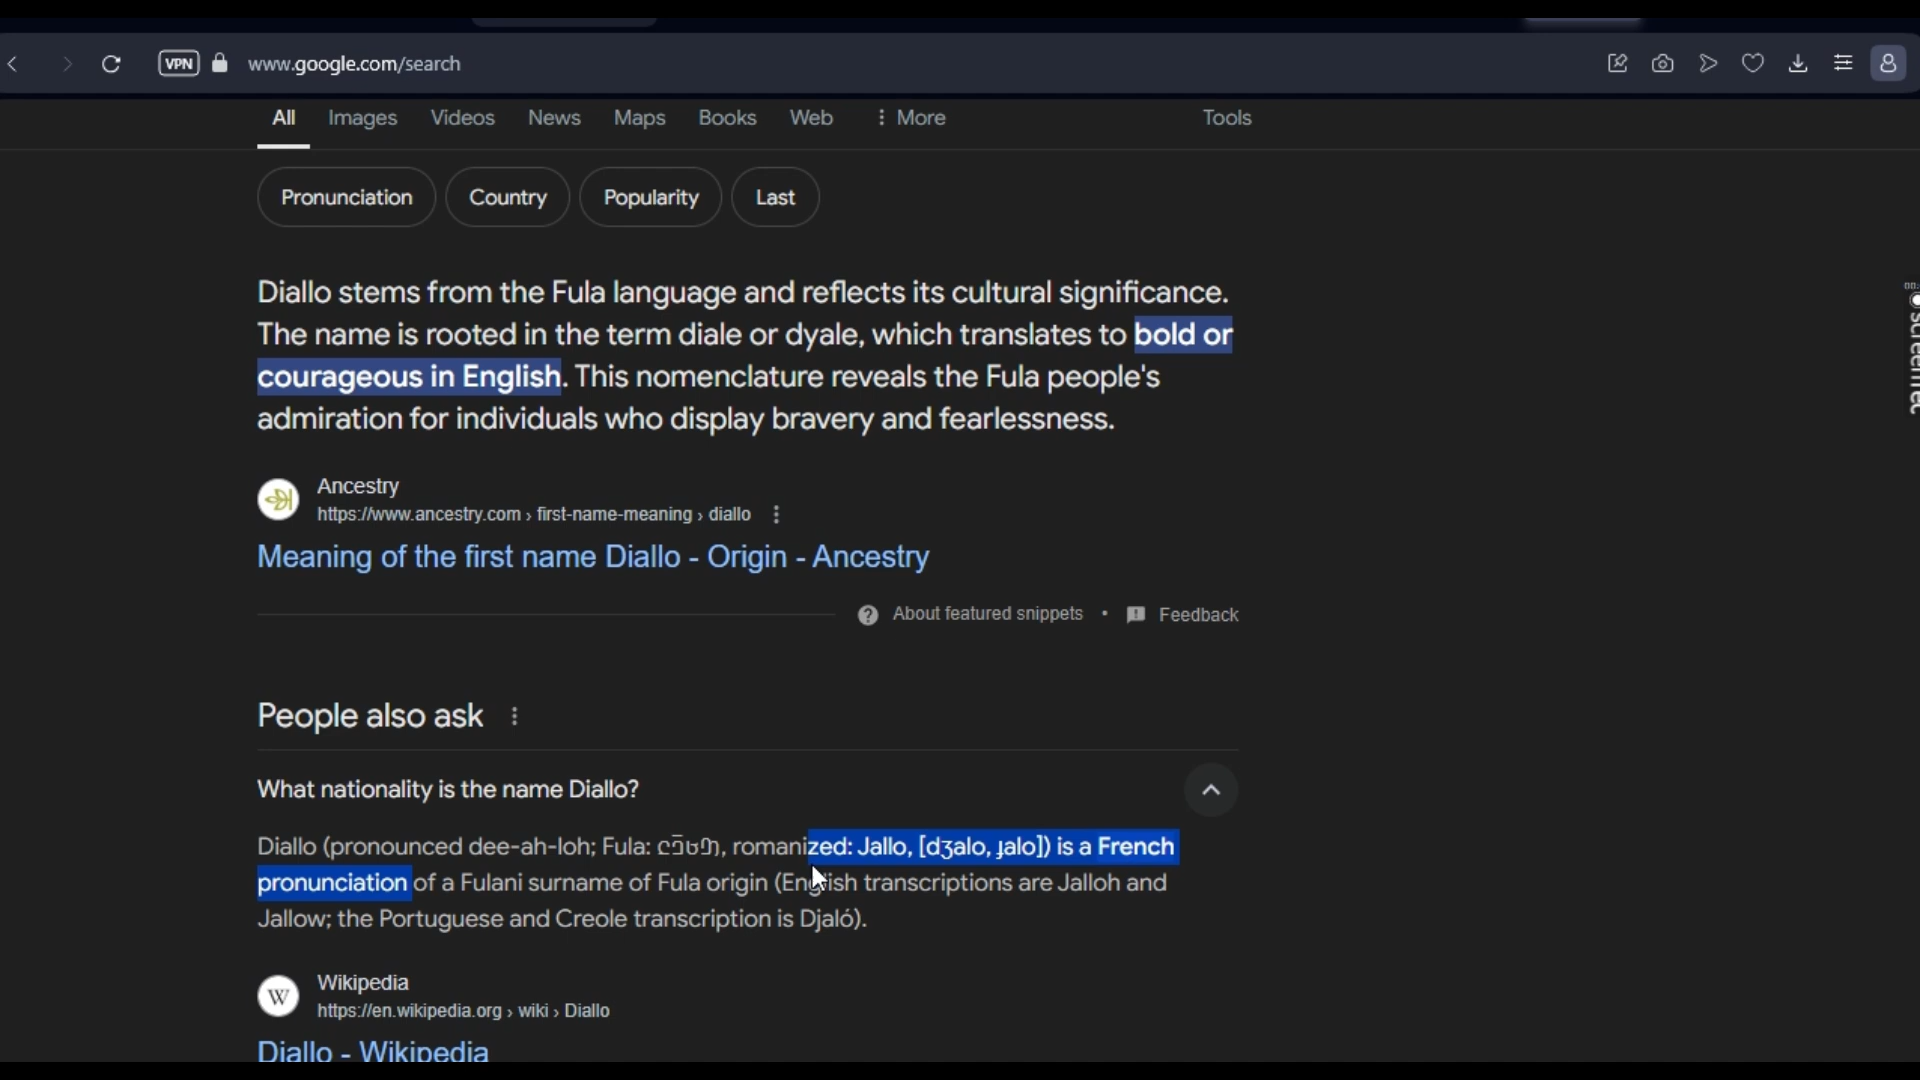 VPN www.google.com/search
All Images Videos News Maps Books Web More Tools
Pronunciation Country Popularity Last
Diallo stems from the Fula language and reflects its cultural significance.
The name is rooted in the term diale or dyale, which translates to bold or
courageous in English. This nomenclature reveals the Fula people's
admiration for individuals who display bravery and fearlessness.
Ancestry
https://www.ancestry.com › first-name-meaning › diallo
Meaning of the first name Diallo - Origin - Ancestry
About featured snippets • Feedback
People also ask
What nationality is the name Diallo?
Diallo (pronounced dee-ah-loh; Fula: romanized: Jallo, [dʒalo, ɟalo]) is a French
pronunciation of a Fulani surname of Fula origin (English transcriptions are Jalloh and
Jallow; the Portuguese and Creole transcription is Djaló).
Wikipedia
https://en.wikipedia.org › wiki › Diallo
Diallo - Wikipedia